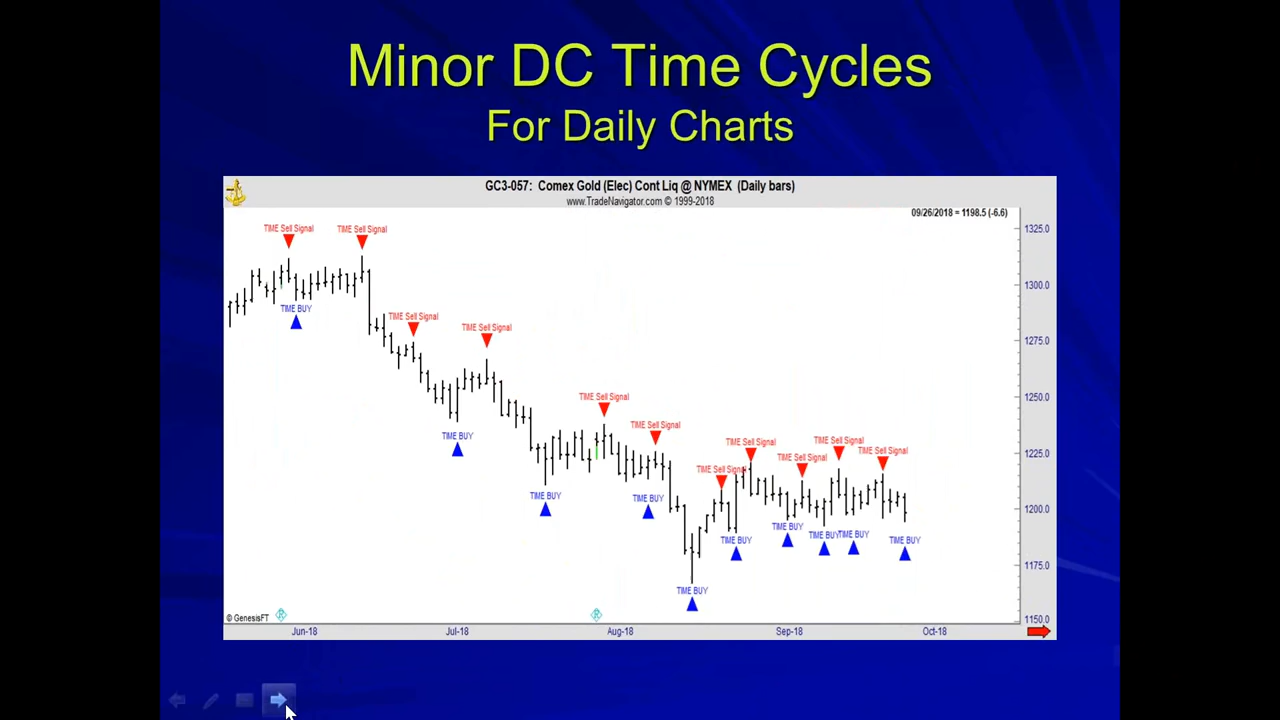 Minor DC Time Cycles
For Daily Charts
GC3-057: Comex Gold (Elec) Cont Liq @ NYMEX (Daily bars)
www.TradeNavigator.com © 1999-2018
09/26/2018 = 1198.5 (-6.6)
TIME Sell Signal
TIME Sell Signal
1325.0
1300.0
TIME BUY
TIME Sell Signal
TIME Sell Signal
1275.0
1250.0
TIME Sell Signal
TIME Sell Signal
TIME BUY
TIME Sell Signal
TIME Sell Signal
TIME Sell Signal
1225.0
TIME Sell Signal
TIME Sell Signal
TIME BUY
TIME BUY
1200.0
TIME BUY
TIME BUY
TIME BUY
TIME BUY
TIME BUY
1175.0
TIME BUY
TIME BUY
R
R
© GenesisFT
1150.0
Jun-18
Jul-18
Aug-18
Sep-18
Oct-18